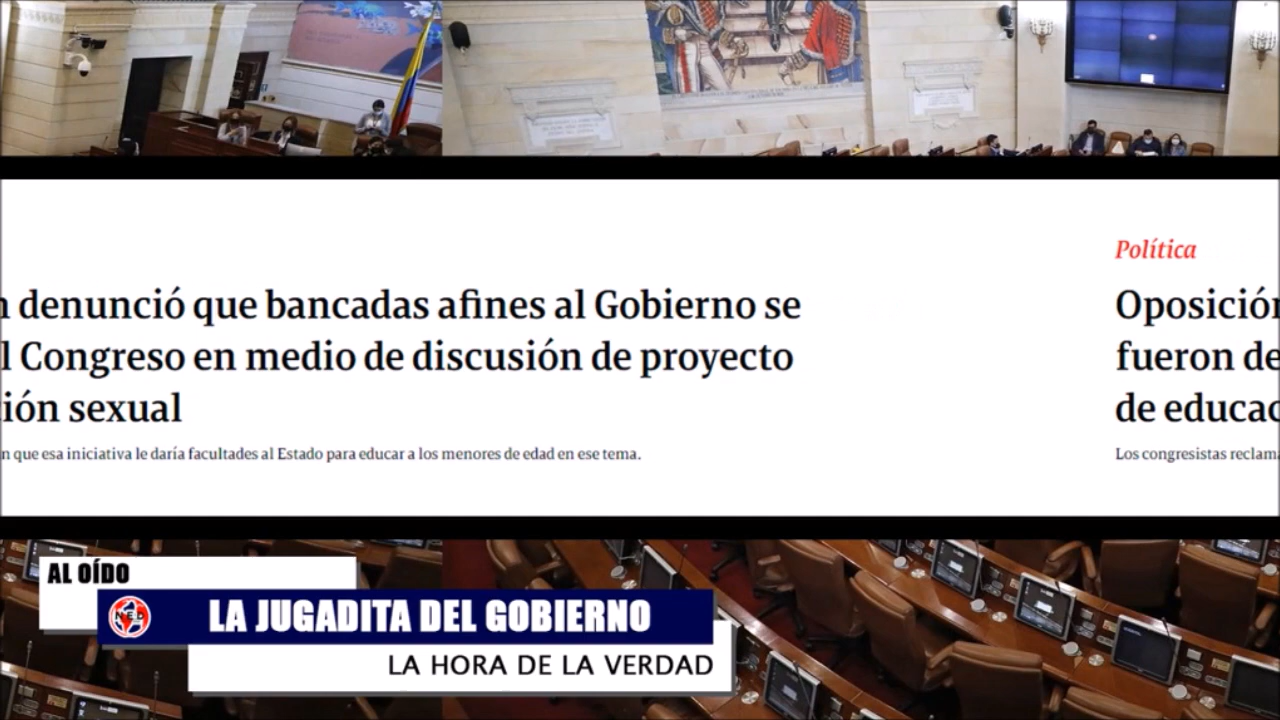 Política
n denunció que bancadas afines al Gobierno se
l Congreso en medio de discusión de proyecto
ión sexual
n que esa iniciativa le daría facultades al Estado para educar a los menores de edad en ese tema.
Oposición
fueron de
de educac
Los congresistas reclama
AL OÍDO
LA JUGADITA DEL GOBIERNO
LA HORA DE LA VERDAD